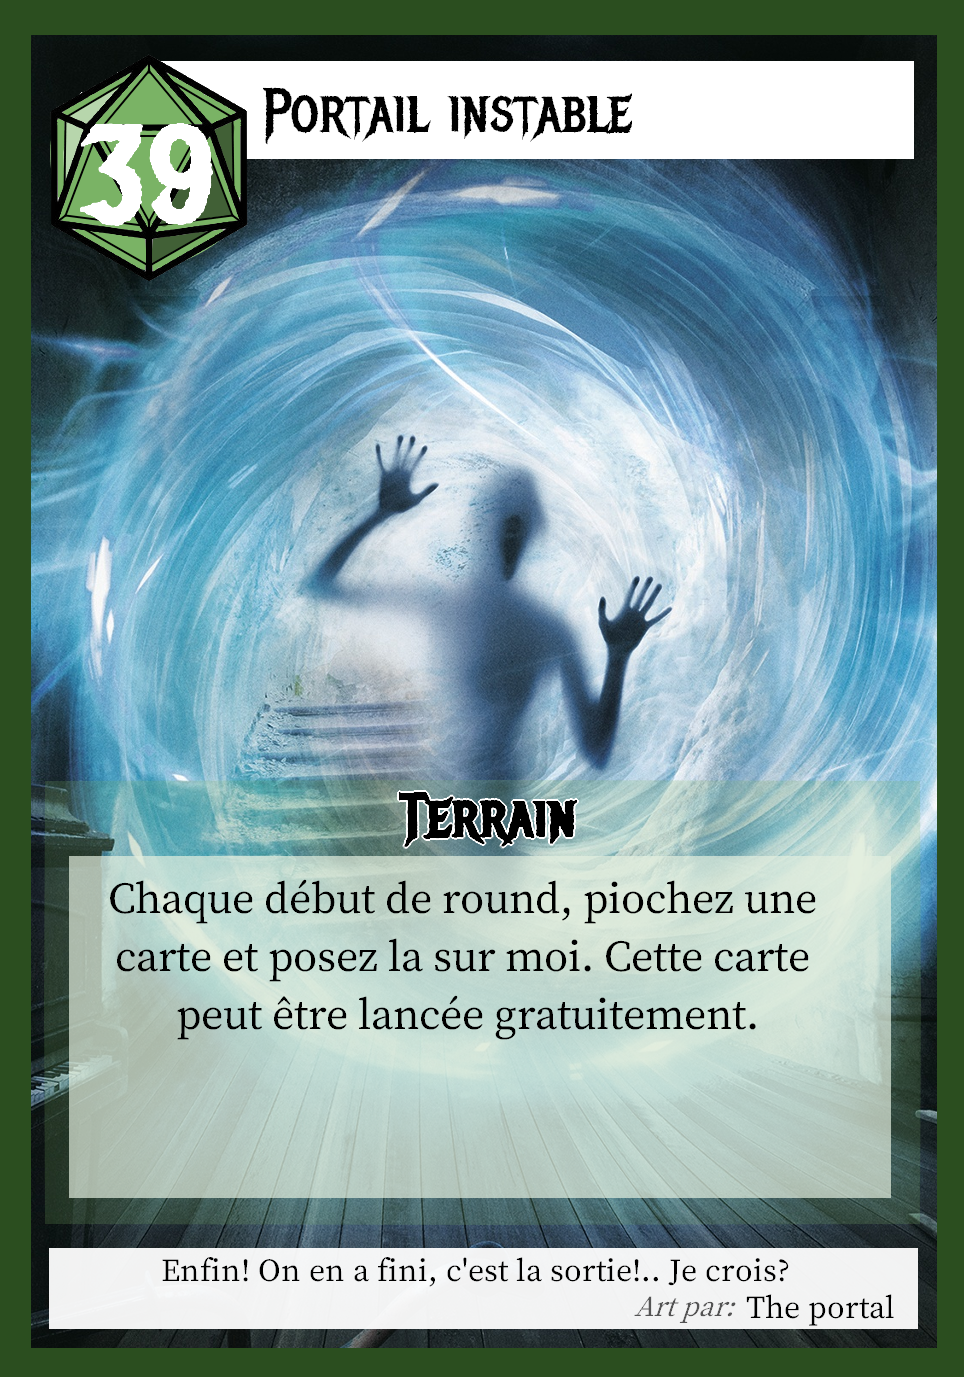 39
Portail instable
Terrain
Chaque début de round, piochez une
carte et posez la sur moi. Cette carte
peut être lancée gratuitement.
Enfin! On en a fini, c'est la sortie!.. Je crois?
Art par: The portal